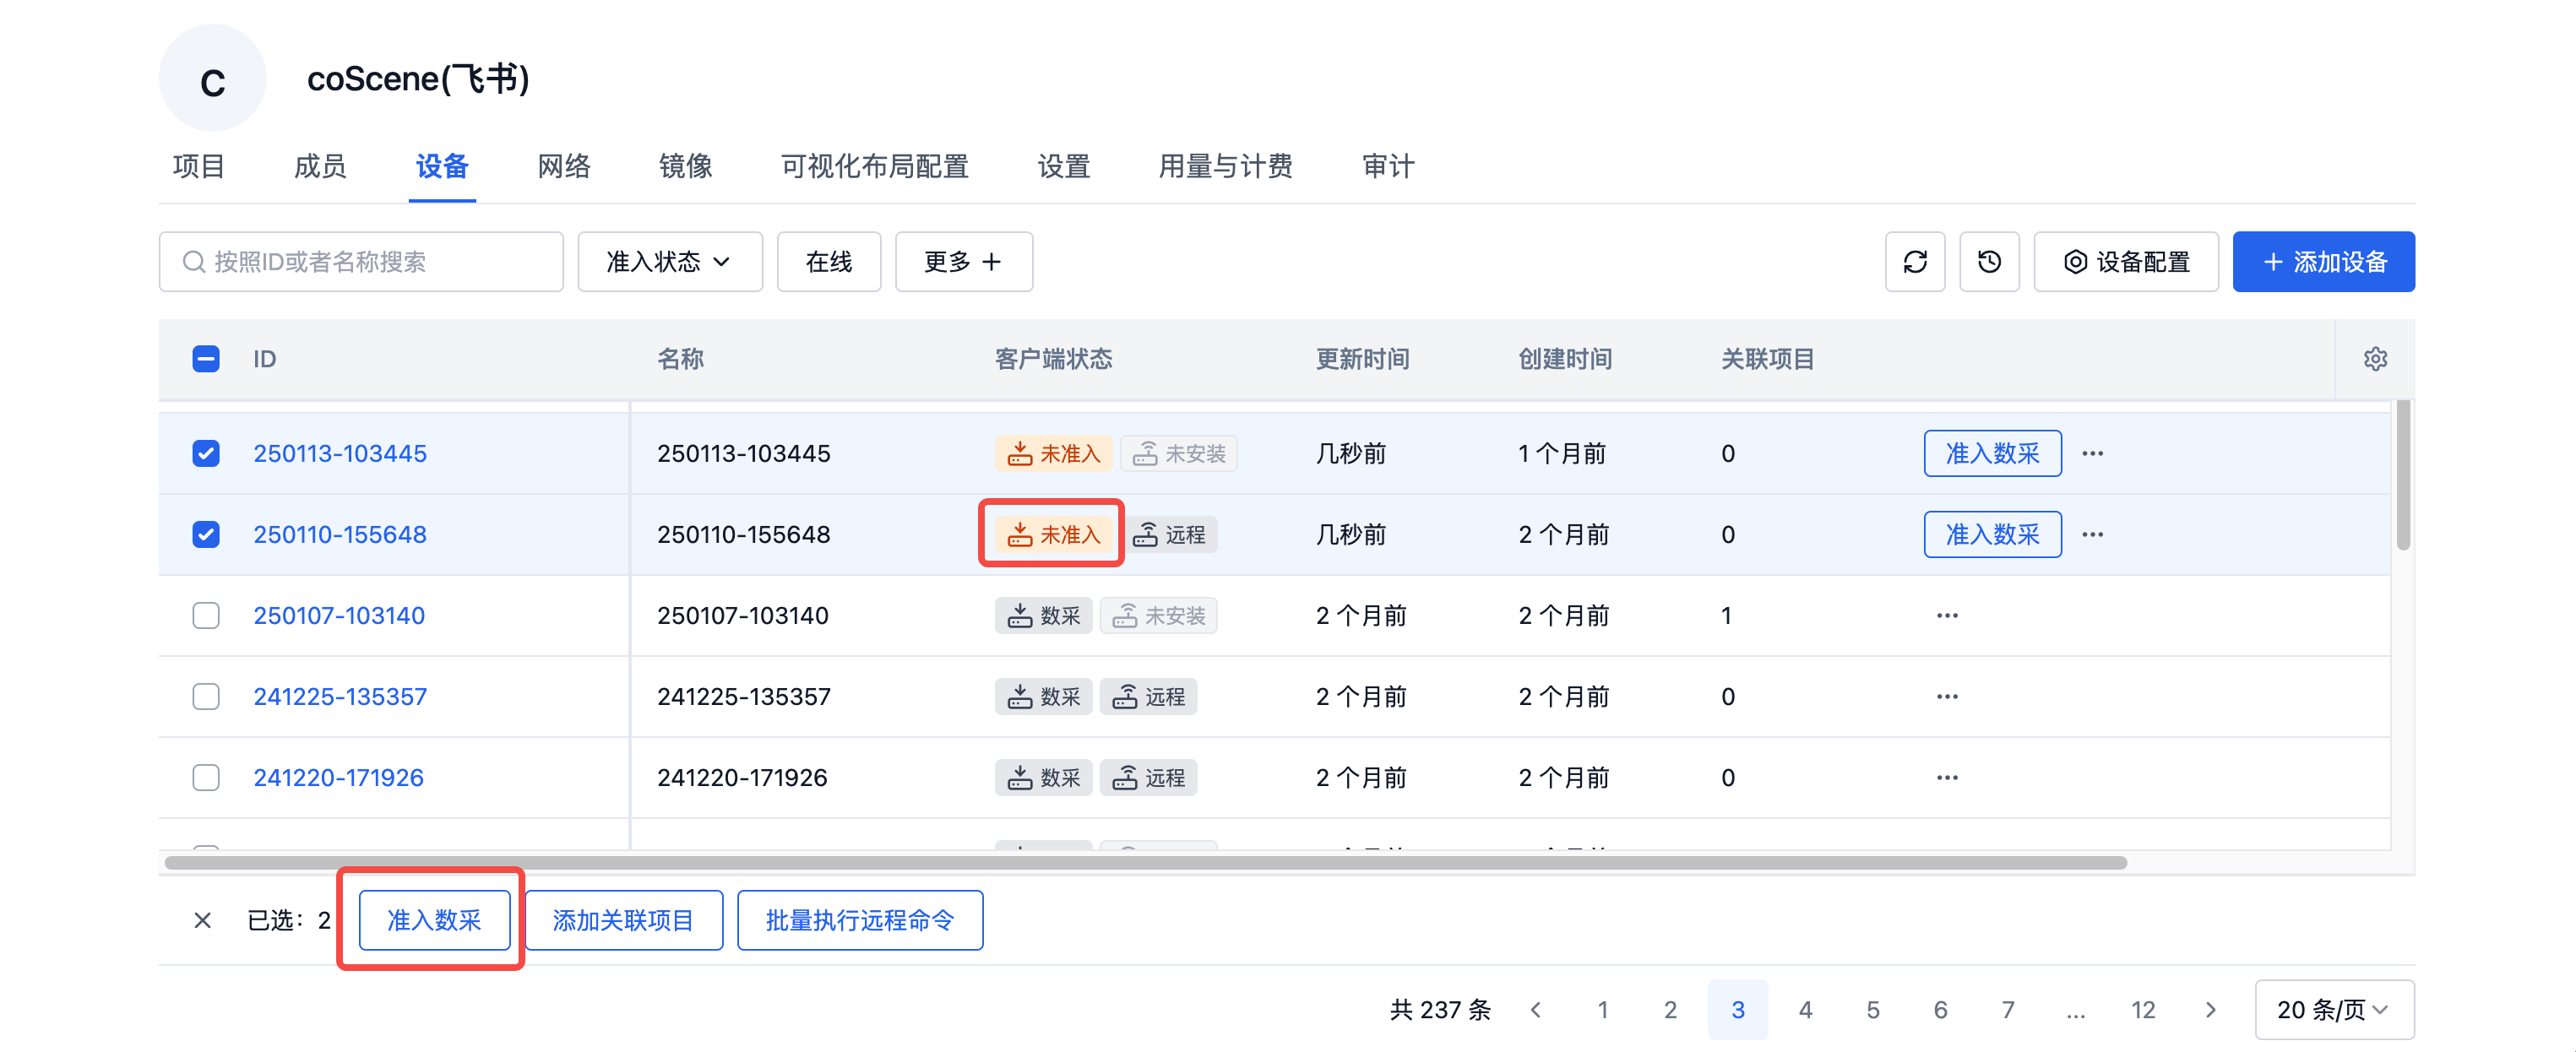 C
coScene(飞书)
项目 成员 设备 网络 镜像 可视化布局配置 设置 用量与计费 审计
按照ID或者名称搜索 准入状态 在线 更多 设备配置 添加设备
ID 名称 客户端状态 更新时间 创建时间 关联项目
250113-103445 250113-103445 未准入 未安装 几秒前 1 个月前 0 准入数采 ...
250110-155648 250110-155648 未准入 远程 几秒前 2 个月前 0 准入数采 ...
250107-103140 250107-103140 数采 未安装 2 个月前 2 个月前 1 ...
241225-135357 241225-135357 数采 远程 2 个月前 2 个月前 0 ...
241220-171926 241220-171926 数采 远程 2 个月前 2 个月前 0 ...
已选：2 准入数采 添加关联项目 批量执行远程命令
共 237 条 1 2 3 4 5 6 7 ... 12 20 条/页